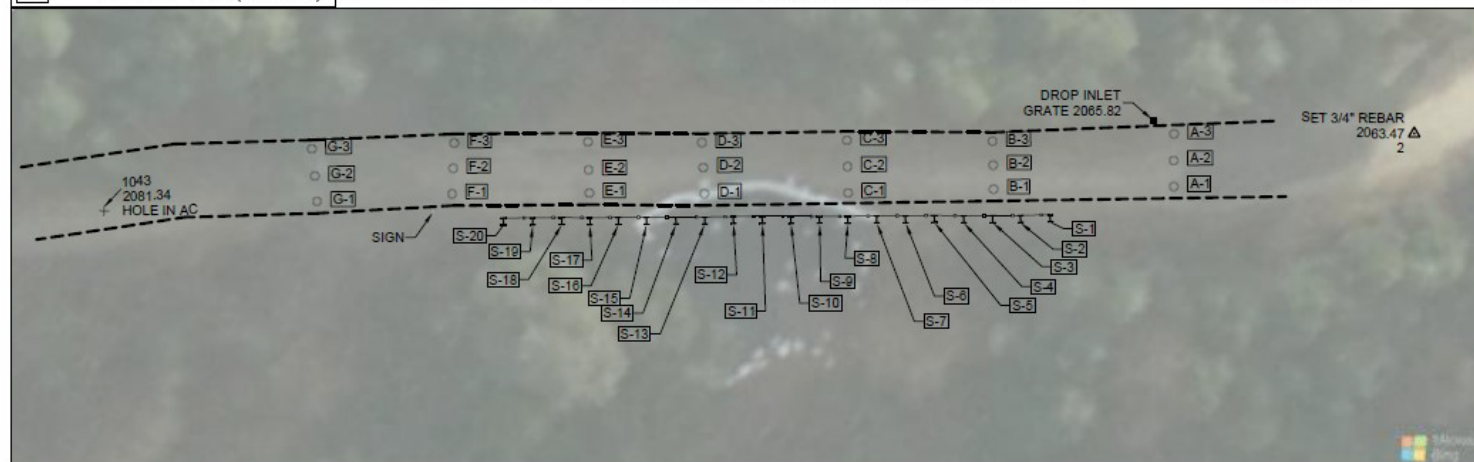 DROP INLET
GRATE 2065.82
SET 3/4" REBAR
2063.47
2
G-3
F-3
E-3
D-3
C-3
B-3
A-3
G-2
F-2
E-2
D-2
C-2
B-2
A-2
G-1
F-1
E-1
D-1
C-1
B-1
A-1
1043
2081.34
HOLE IN AC
SIGN
S-20
S-19
S-18
S-17
S-16
S-15
S-14
S-13
S-12
S-11
S-10
S-9
S-8
S-7
S-6
S-5
S-4
S-3
S-2
S-1
Bing